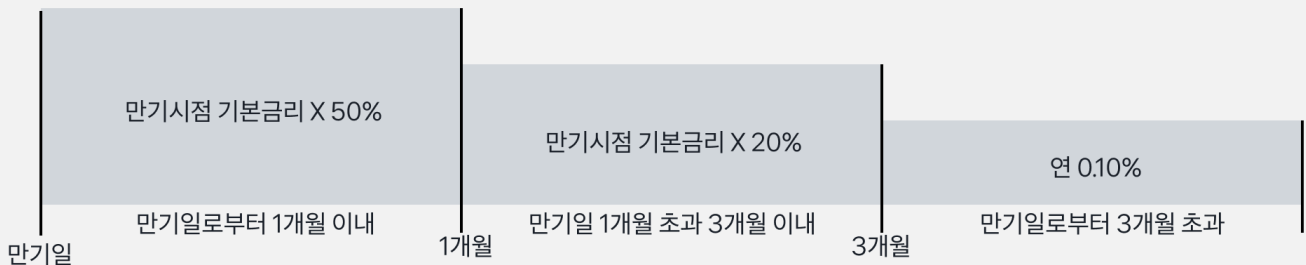 만기시점 기본금리 X 50%
만기시점 기본금리 X 20%
연 0.10%
만기일로부터 1개월 이내
만기일 1개월 초과 3개월 이내
만기일로부터 3개월 초과
만기일
1개월
3개월